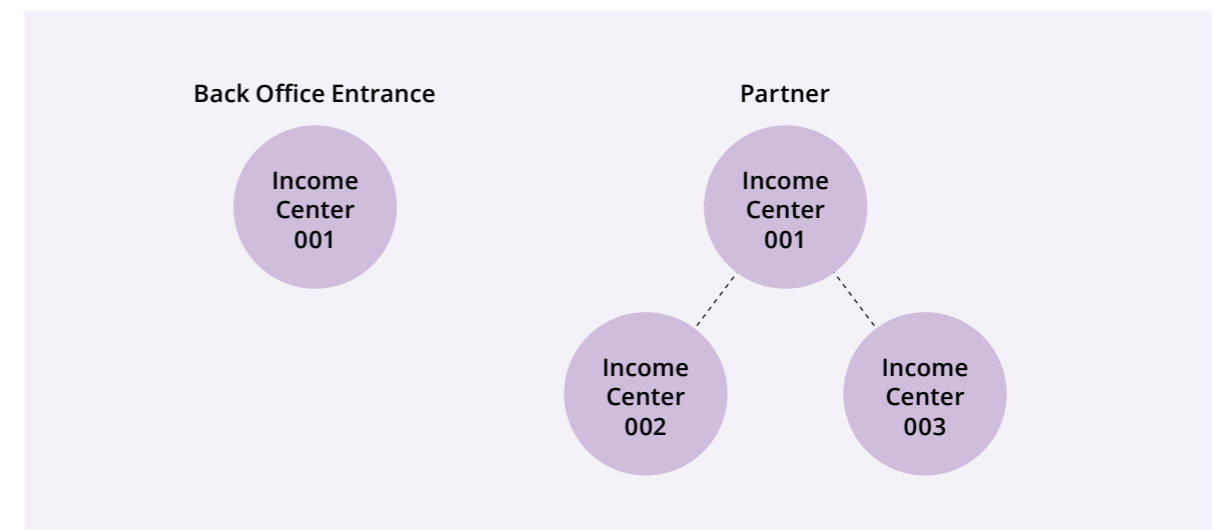 Back Office Entrance
Income
Center
001
Partner
Income
Center
001
Income
Center
002
Income
Center
003